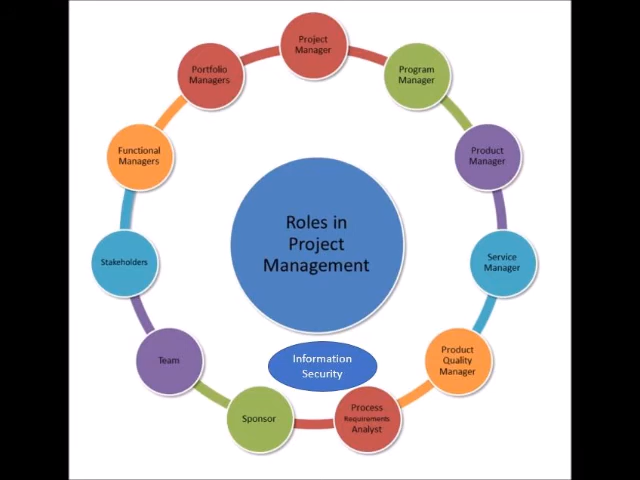 Project
Manager
Program
Manager
Product
Manager
Service
Manager
Product
Quality
Manager
Process
Requirements
Analyst
Sponsor
Team
Stakeholders
Functional
Managers
Portfolio
Managers
Roles in
Project
Management
Information
Security